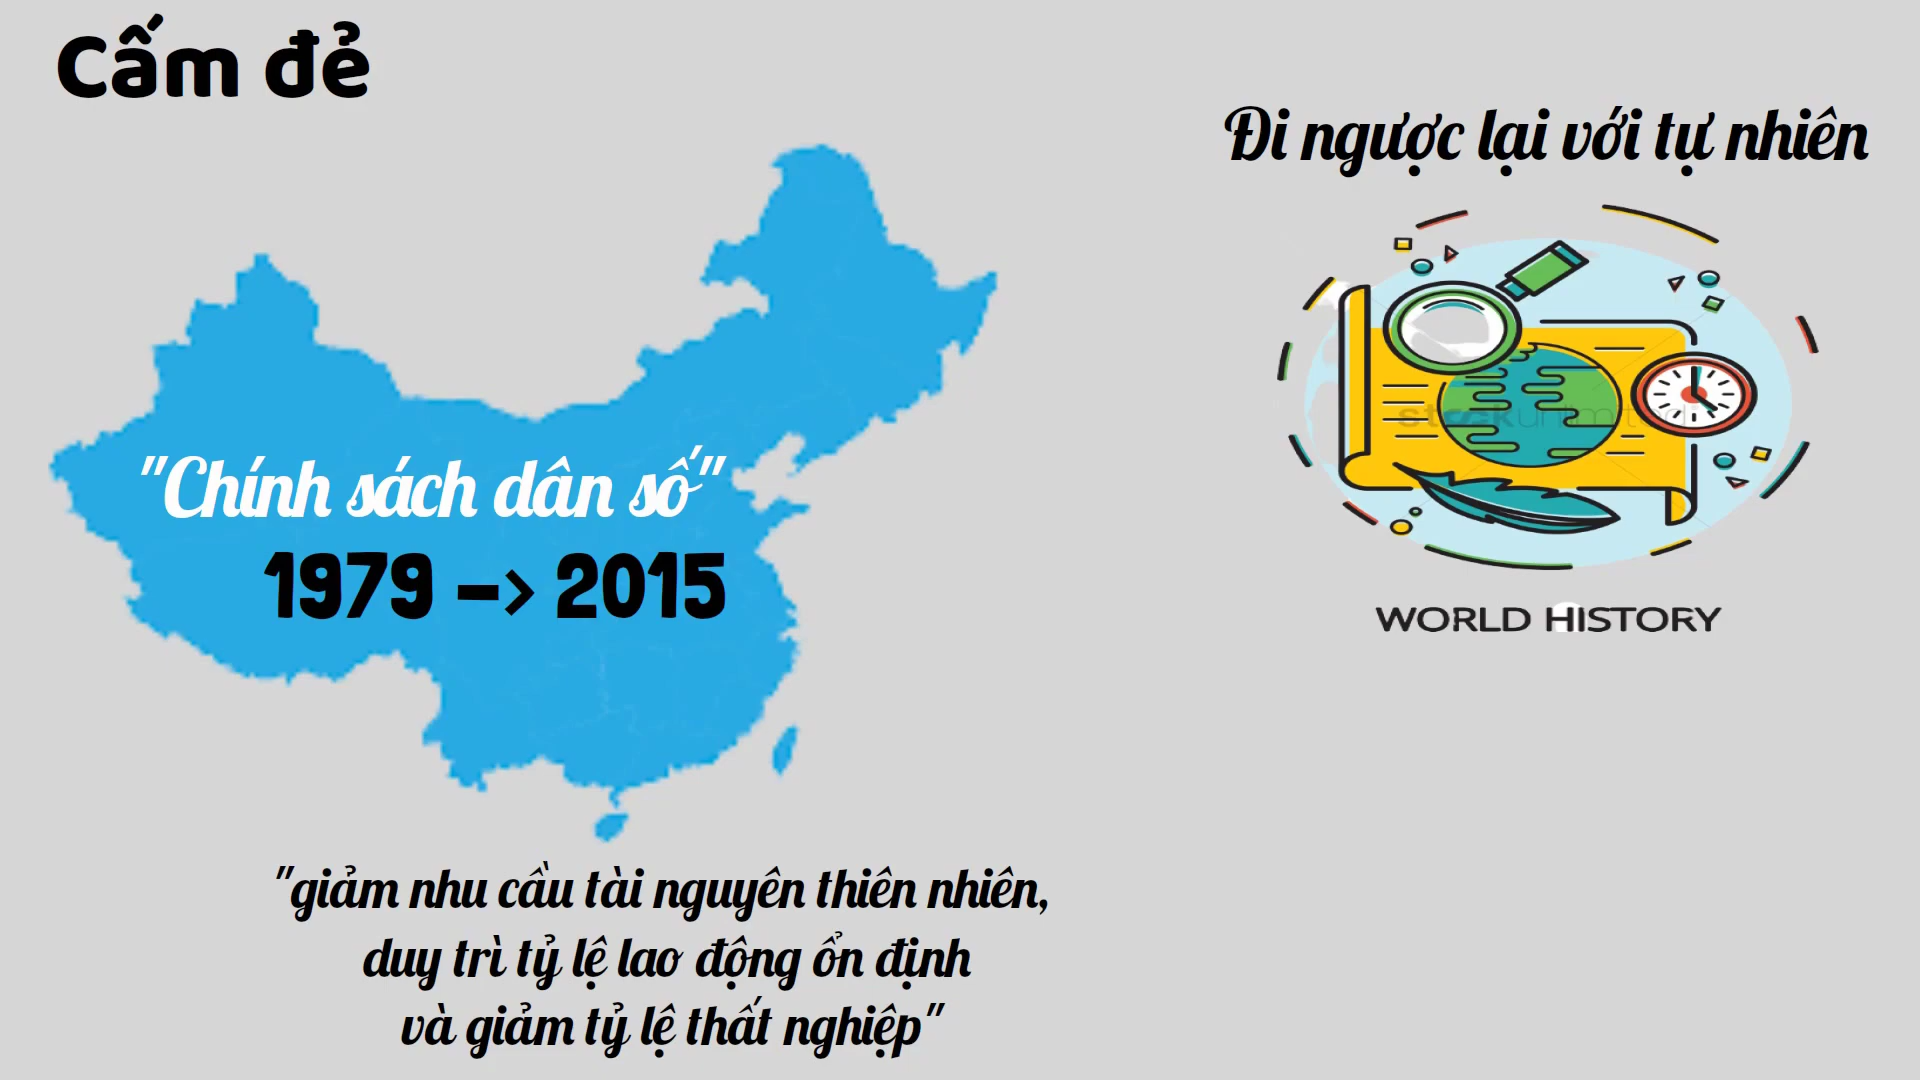 Cấm đẻ
Đi ngược lại với tự nhiên
"Chính sách dân số"
1979 –> 2015
stockunlimited
WORLD HISTORY
"giảm nhu cầu tài nguyên thiên nhiên,
duy trì tỷ lệ lao động ổn định
và giảm tỷ lệ thất nghiệp"